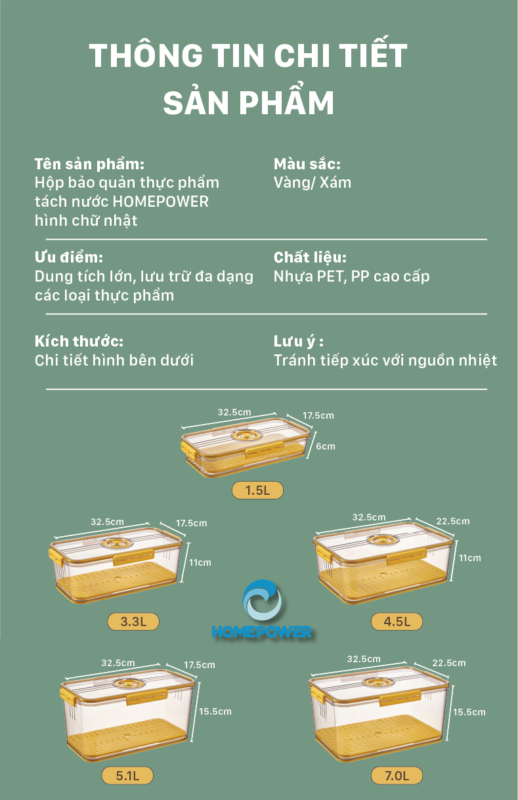 THÔNG TIN CHI TIẾT
SẢN PHẨM
Tên sản phẩm:
Hộp bảo quản thực phẩm
tách nước HOMEPOWER
hình chữ nhật
Màu sắc:
Vàng/ Xám
Ưu điểm:
Dung tích lớn, lưu trữ đa dạng
các loại thực phẩm
Chất liệu:
Nhựa PET, PP cao cấp
Kích thước:
Chi tiết hình bên dưới
Lưu ý :
Tránh tiếp xúc với nguồn nhiệt
32.5cm
17.5cm
6cm
1.5L
32.5cm
17.5cm
11cm
3.3L
32.5cm
22.5cm
11cm
4.5L
HOMEPOWER
32.5cm
17.5cm
15.5cm
5.1L
32.5cm
22.5cm
15.5cm
7.0L